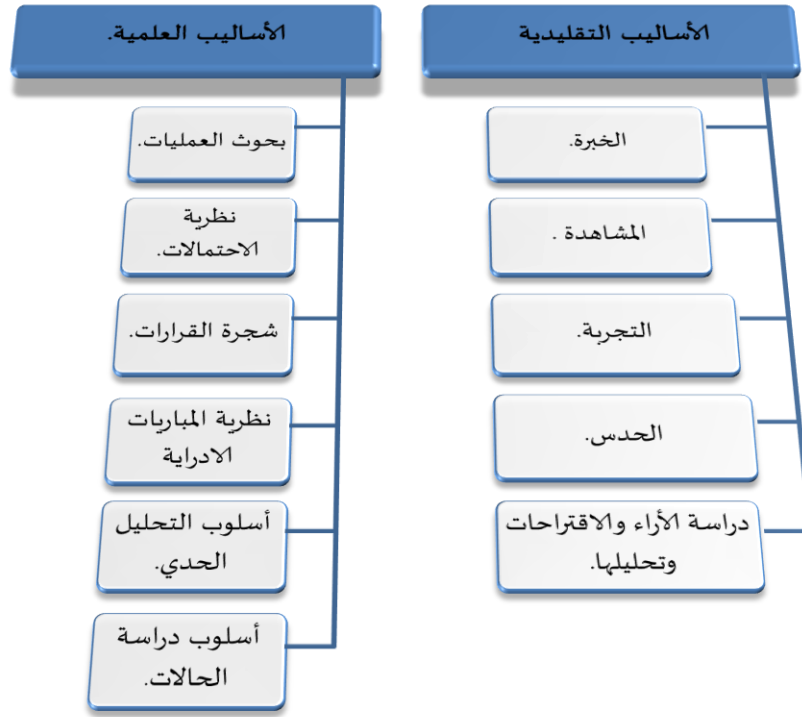 الأساليب التقليدية
الخبرة.
المشاهدة .
التجربة.
الحدس.
دراسة الأراء والاقتراحات
وتحليلها.
الأساليب العلمية.
بحوث العمليات.
نظرية
الاحتمالات.
شجرة القرارات.
نظرية المباريات
الادراية
أسلوب التحليل
الحدي.
أسلوب دراسة
الحالات.